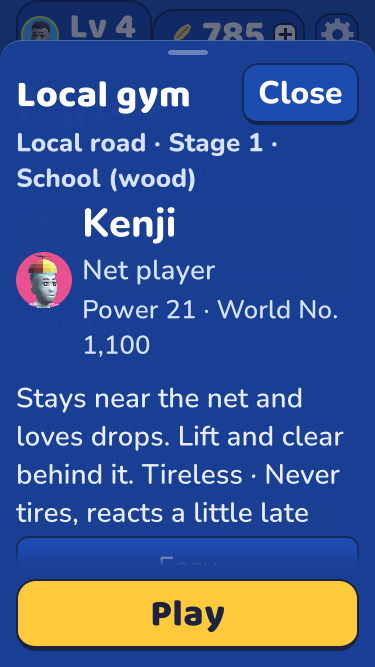 Lv 4
785
Local gym
Close
Local road · Stage 1 ·
School (wood)
Kenji
Net player
Power 21 · World No.
1,100
Stays near the net and
loves drops. Lift and clear
behind it. Tireless · Never
tires, reacts a little late
Easy
Play